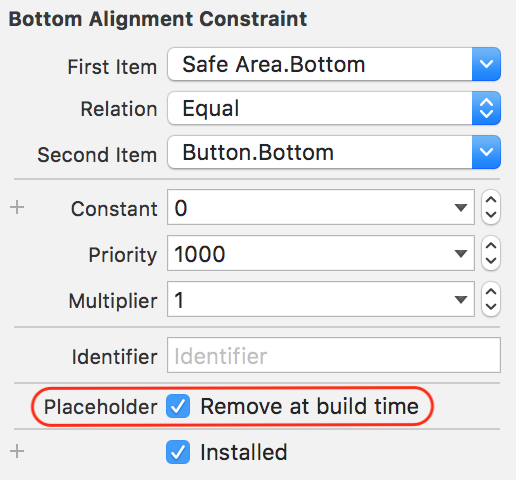 Bottom Alignment Constraint
First Item Safe Area.Bottom
Relation Equal
Second Item Button.Bottom
+ Constant 0
Priority 1000
Multiplier 1
Identifier Identifier
Placeholder Remove at build time
+ Installed